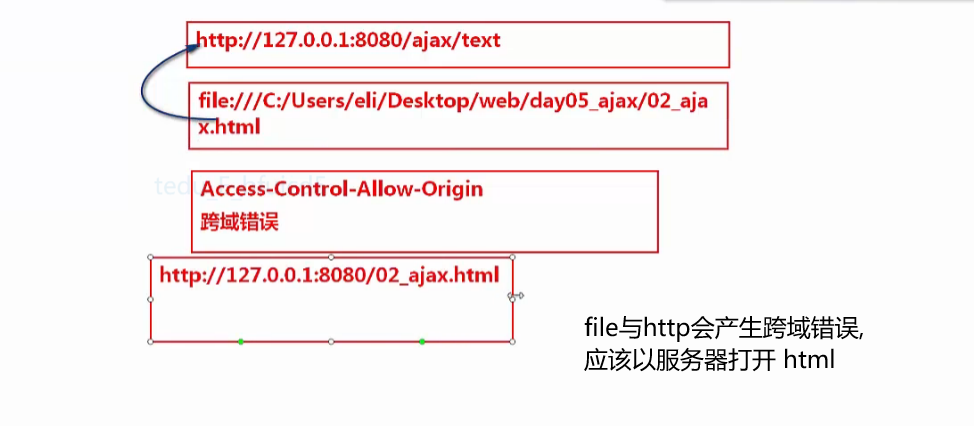 http://127.0.0.1:8080/ajax/text
file:///C:/Users/eli/Desktop/web/day05_ajax/02_aja
x.html
Access-Control-Allow-Origin
跨域错误
http://127.0.0.1:8080/02_ajax.html
file与http会产生跨域错误,
应该以服务器打开 html